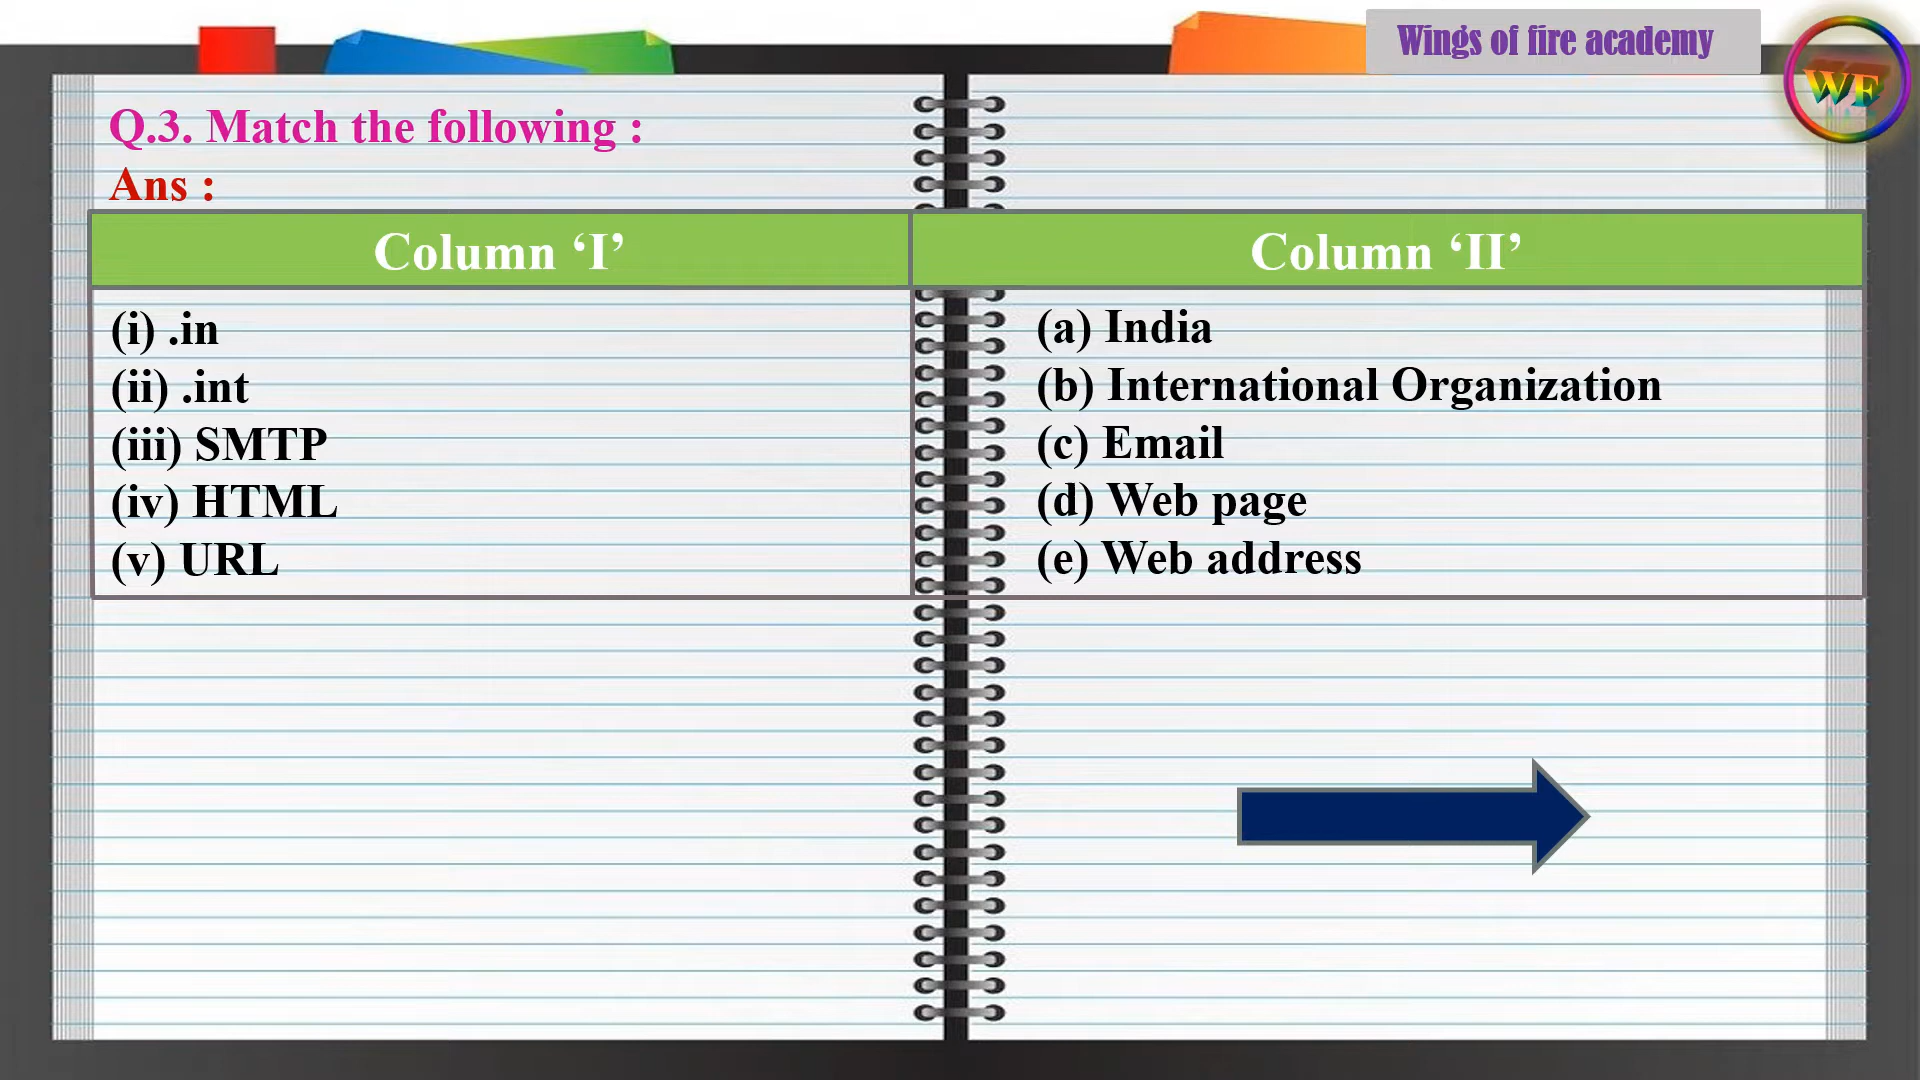 Wings of fire academy
WF
Q.3. Match the following :
Ans :
Column ‘I’
Column ‘II’
(i) .in
(a) India
(ii) .int
(b) International Organization
(iii) SMTP
(c) Email
(iv) HTML
(d) Web page
(v) URL
(e) Web address